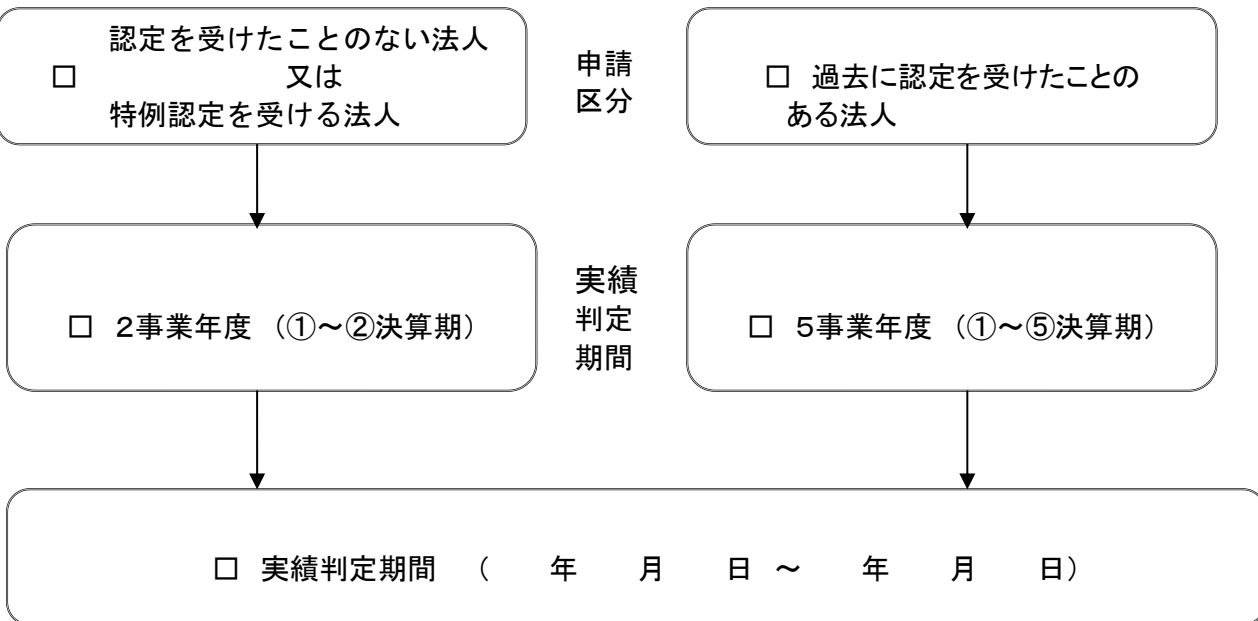 認定を受けたことのない法人
□ 又は
特例認定を受ける法人
申請
区分
□ 過去に認定を受けたことの
ある法人
□ 2事業年度 (①～②決算期)
実績
判定
期間
□ 5事業年度 (①～⑤決算期)
□ 実績判定期間 ( 年 月 日 ～ 年 月 日)